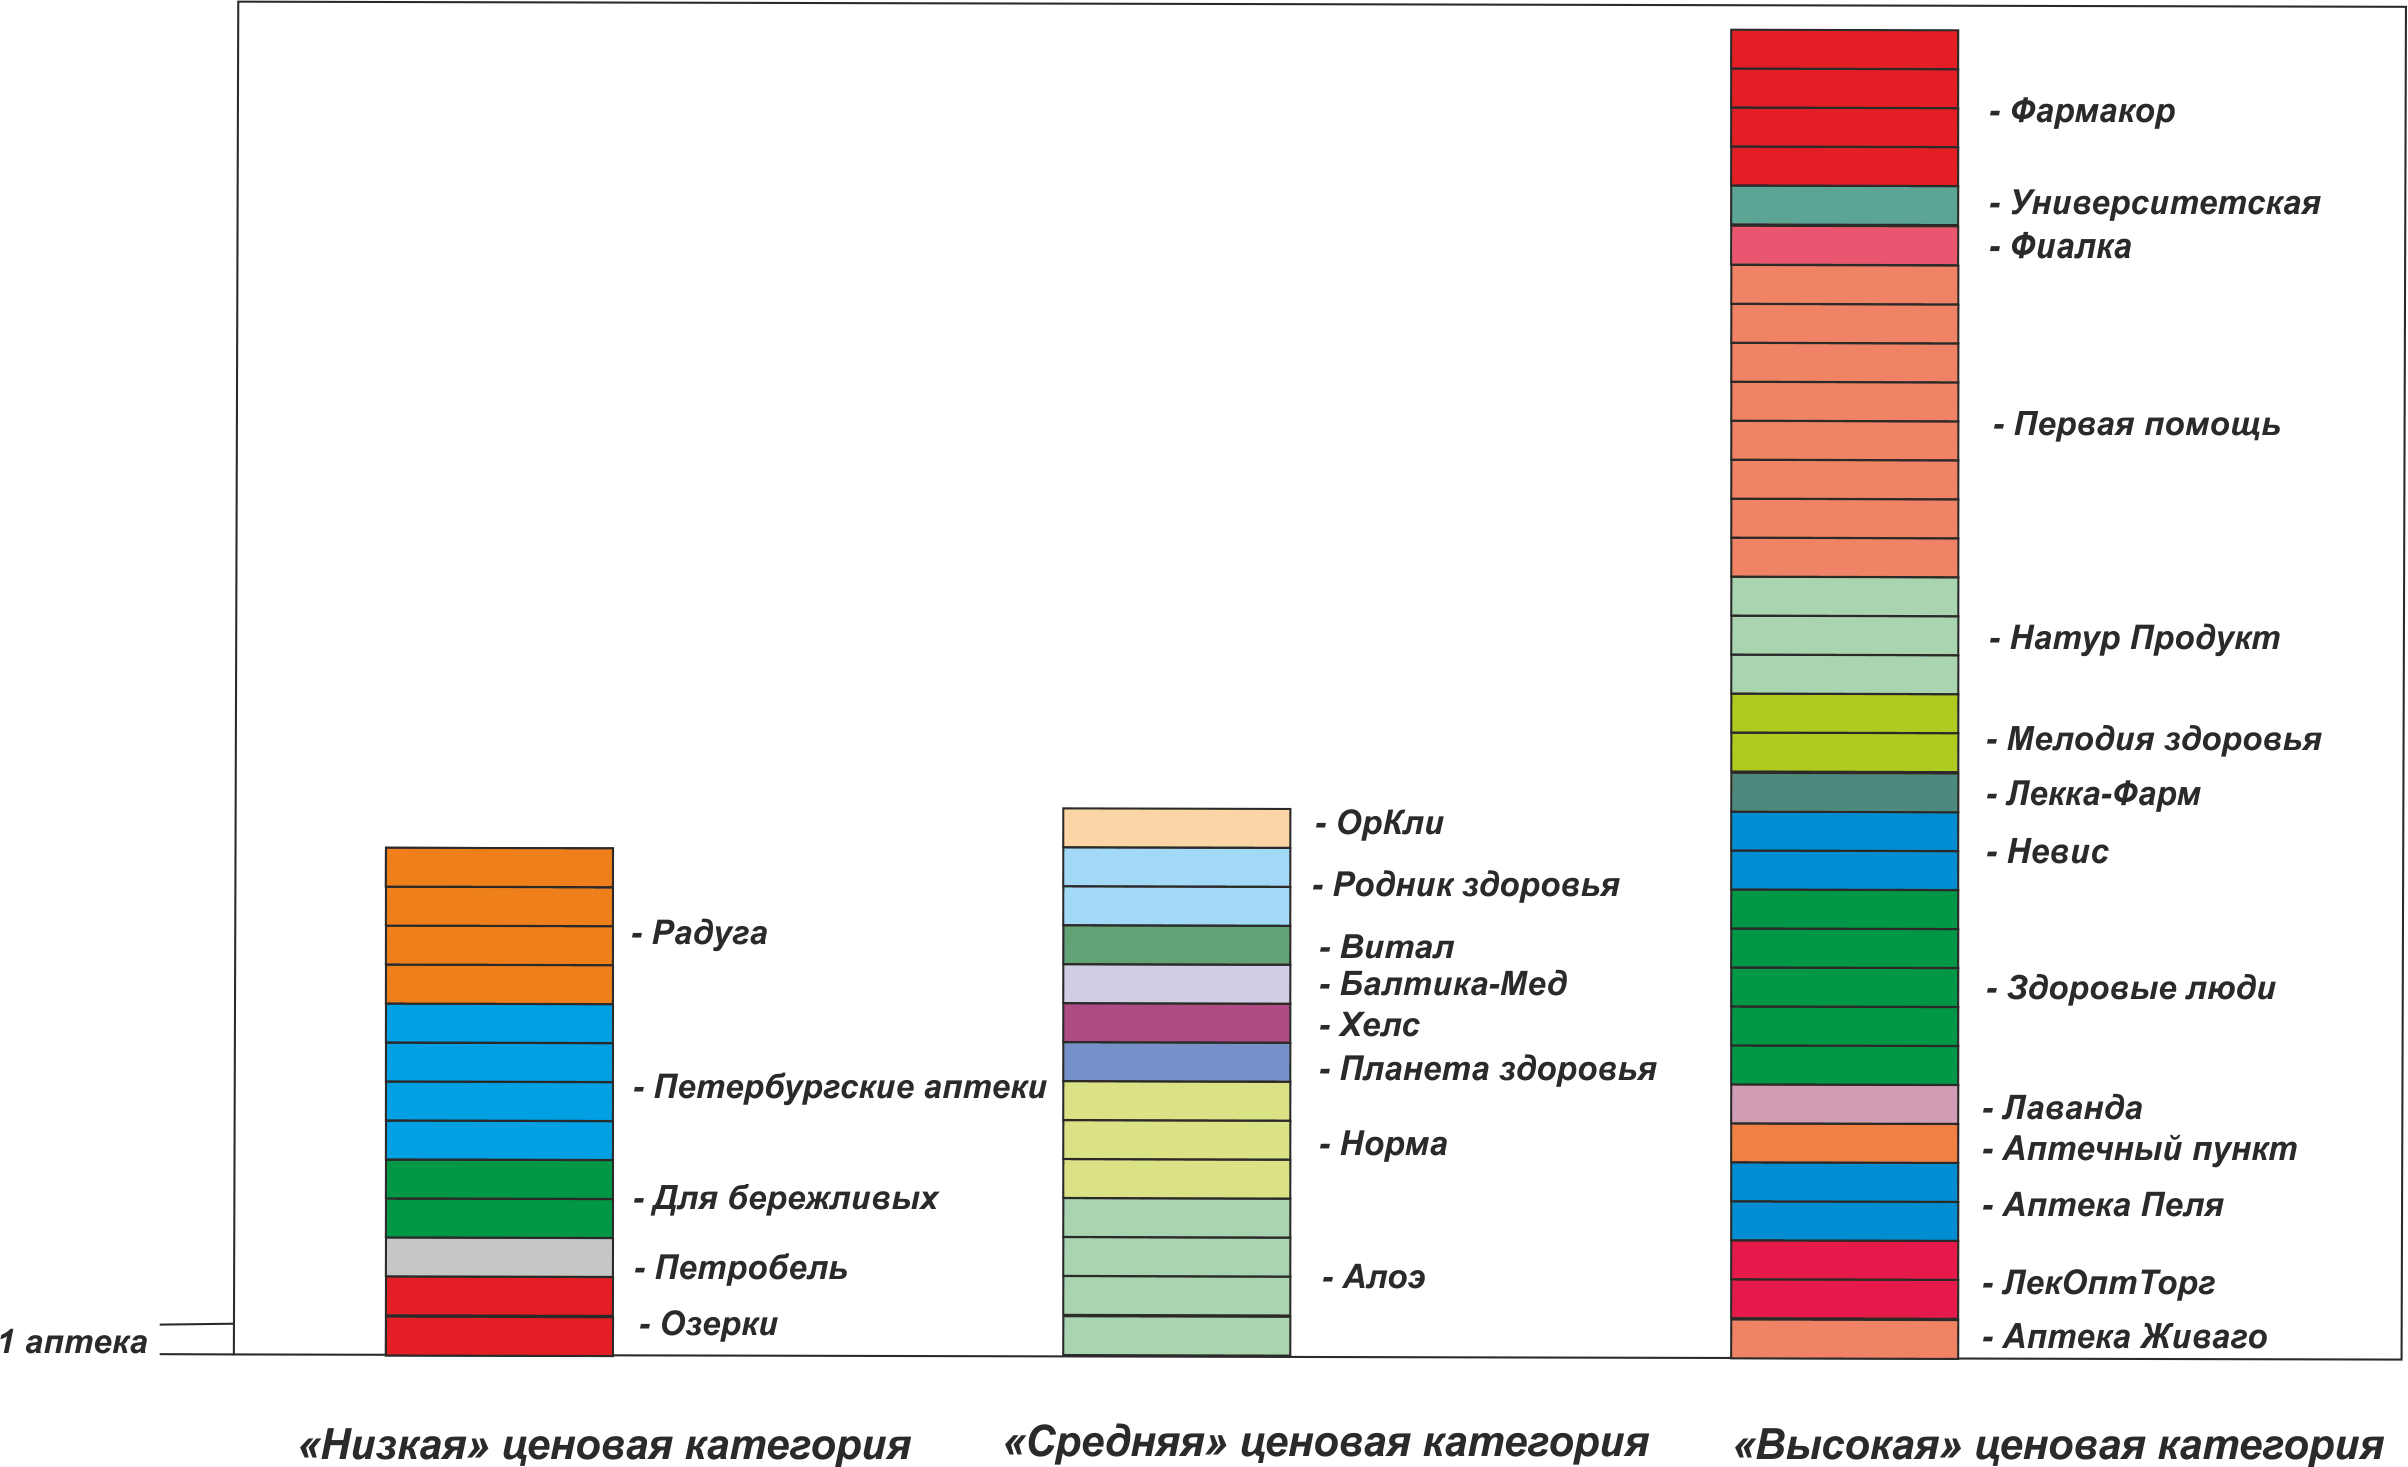 - Фармакор
- Университетская
- Фиалка
- Первая помощь
- Натур Продукт
- Мелодия здоровья
- Лекка-Фарм
- Невис
- Здоровые люди
- Лаванда
- Аптечный пункт
- Аптека Пеля
- ЛекОптТорг
- Аптека Живаго
- ОрКли
- Родник здоровья
- Витал
- Балтика-Мед
- Хелс
- Планета здоровья
- Норма
- Алоэ
- Радуга
- Петербургские аптеки
- Для бережливых
- Петробель
- Озерки
1 аптека
«Низкая» ценовая категория
«Средняя» ценовая категория
«Высокая» ценовая категория